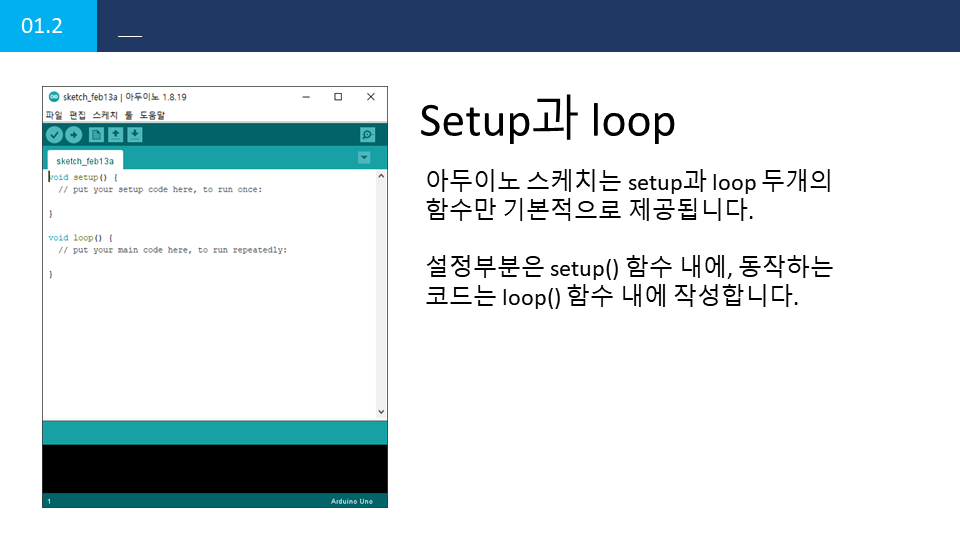 01.2
__
sketch_feb13a | 아두이노 1.8.19
파일 편집 스케치 툴 도움말
sketch_feb13a
void setup() {
// put your setup code here, to run once:
}
void loop() {
// put your main code here, to run repeatedly:
}
1
Arduino Uno
Setup과 loop
아두이노 스케치는 setup과 loop 두개의
함수만 기본적으로 제공됩니다.
설정부분은 setup() 함수 내에, 동작하는
코드는 loop() 함수 내에 작성합니다.